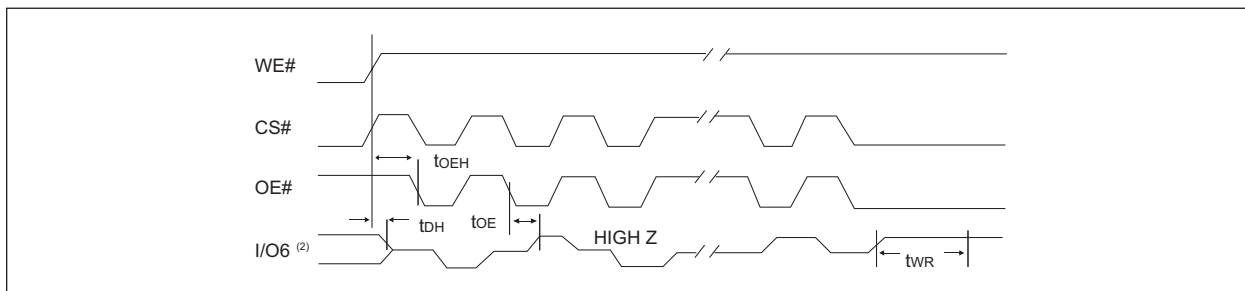 WE#
CS#
tOEH
OE#
tDH
tOE
HIGH Z
I/O6 (2)
tWR